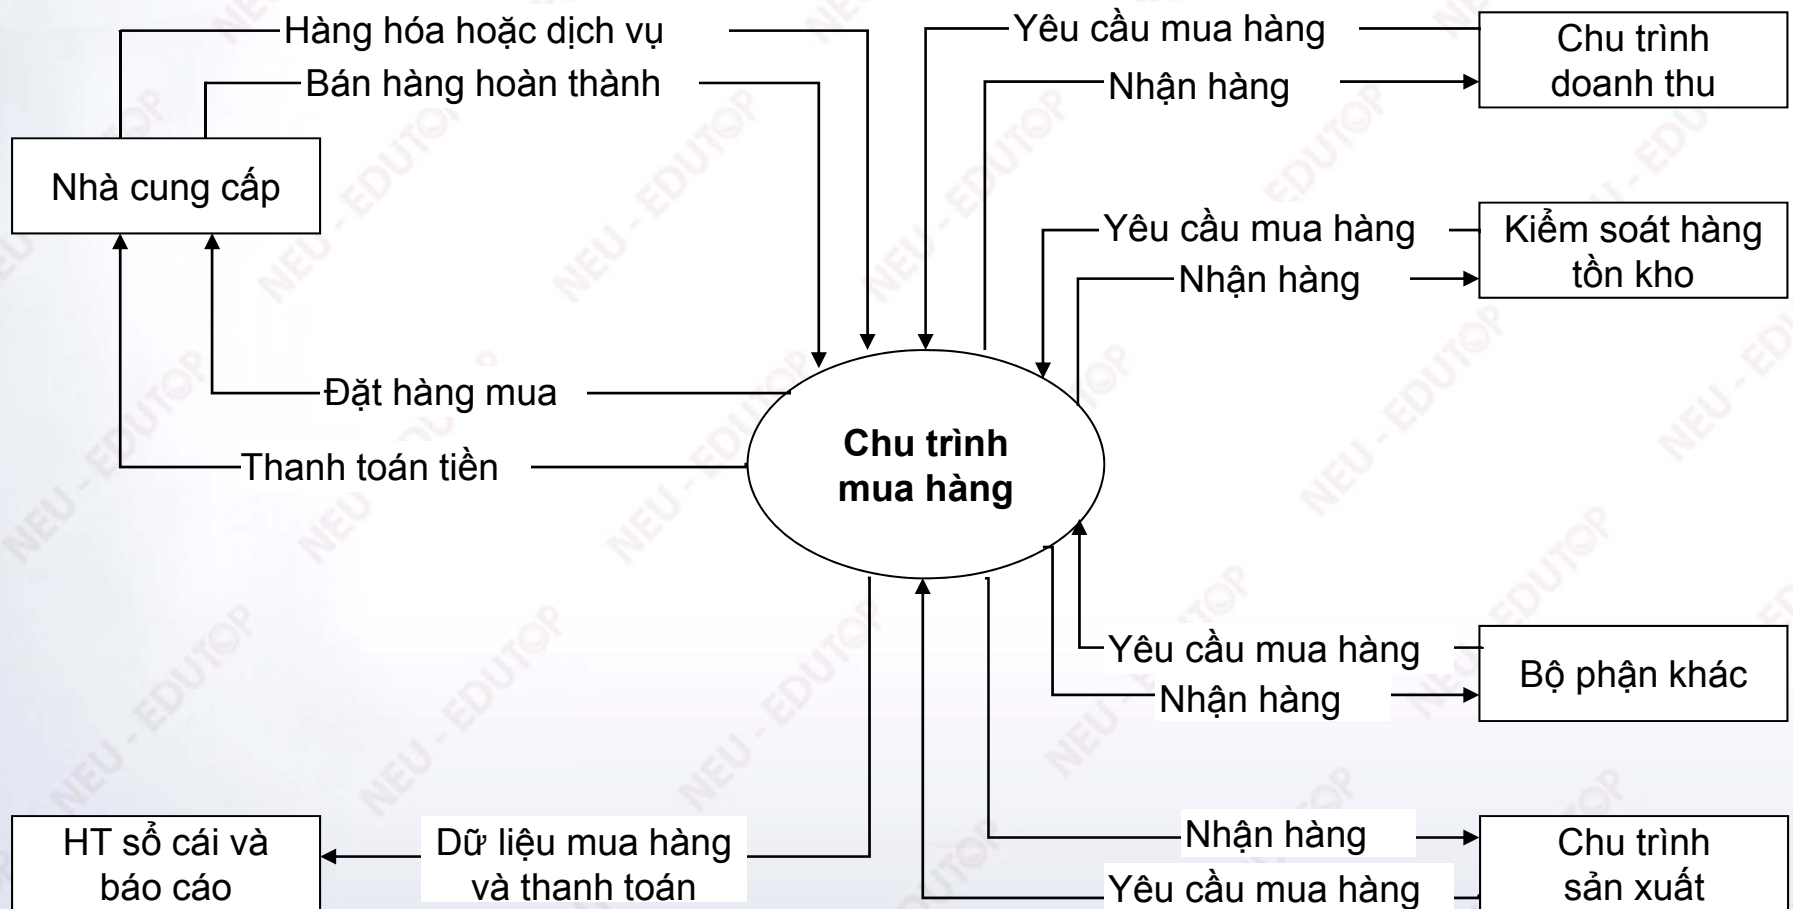 Hàng hóa hoặc dịch vụ
Bán hàng hoàn thành
Yêu cầu mua hàng
Nhận hàng
Chu trình
doanh thu
Nhà cung cấp
Yêu cầu mua hàng
Nhận hàng
Kiểm soát hàng
tồn kho
Đặt hàng mua
Thanh toán tiền
Chu trình
mua hàng
Yêu cầu mua hàng
Nhận hàng
Bộ phận khác
HT sổ cái và
báo cáo
Dữ liệu mua hàng
và thanh toán
Nhận hàng
Yêu cầu mua hàng
Chu trình
sản xuất
NEU - EDUTOP